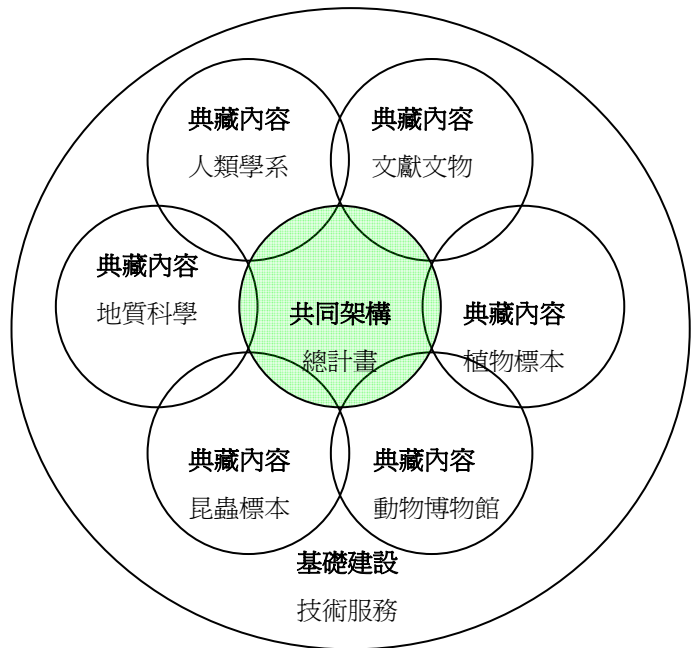 典藏內容
人類學系
典藏內容
文獻文物
典藏內容
地質科學
共同架構
總計畫
典藏內容
植物標本
典藏內容
昆蟲標本
典藏內容
動物博物館
基礎建設
技術服務